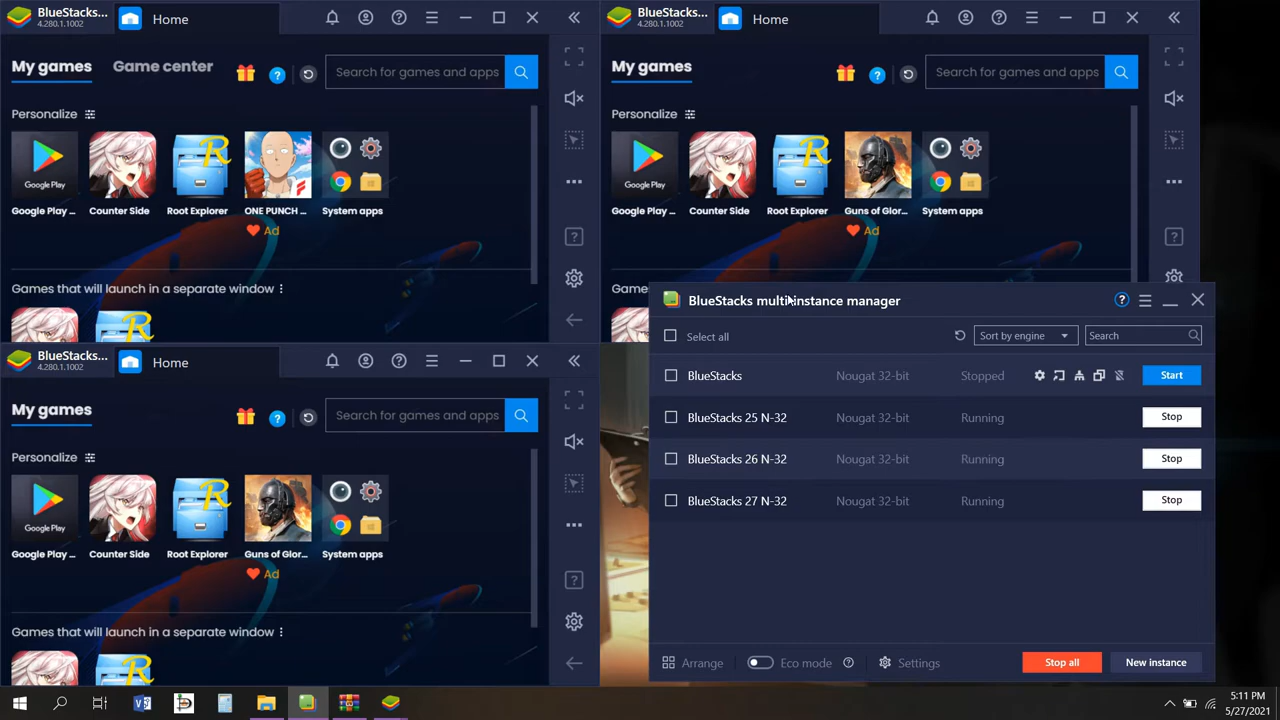 BlueStacks...
4.280.1.1002
Home
My games
Game center
Search for games and apps
Personalize
Google Play
Google Play ...
Counter Side
Root Explorer
ONE PUNCH ...
System apps
Ad
Games that will launch in a separate window
BlueStacks...
4.280.1.1002
Home
My games
Search for games and apps
Personalize
Google Play
Google Play ...
Counter Side
Root Explorer
Guns of Glor...
System apps
Ad
Games
BlueStacks...
4.280.1.1002
Home
My games
Search for games and apps
Personalize
Google Play
Google Play ...
Counter Side
Root Explorer
Guns of Glor...
System apps
Ad
Games that will launch in a separate window
BlueStacks multi-instance manager
Select all
Sort by engine
Search
BlueStacks Nougat 32-bit Stopped Start
BlueStacks 25 N-32 Nougat 32-bit Running Stop
BlueStacks 26 N-32 Nougat 32-bit Running Stop
BlueStacks 27 N-32 Nougat 32-bit Running Stop
Arrange Eco mode Settings Stop all New instance
5:11 PM
5/27/2021